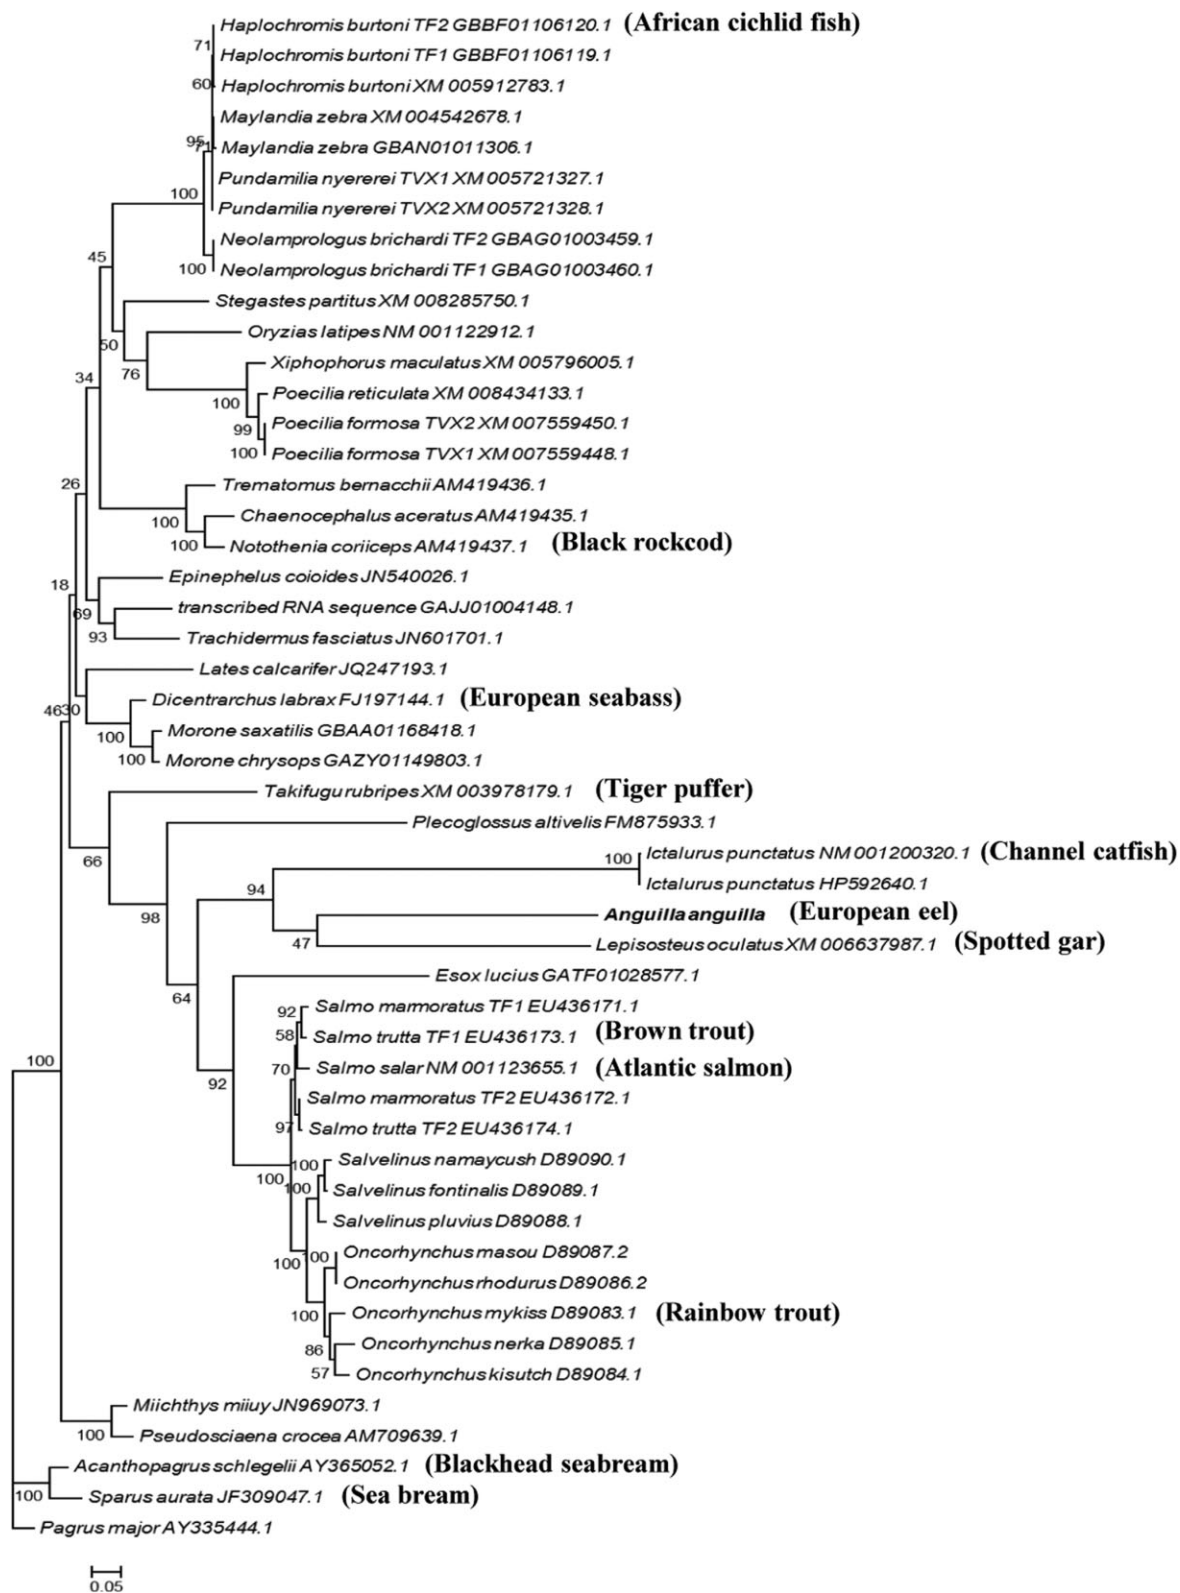 Haplochromis burtoni TF2 GBBF01106120.1 (African cichlid fish)
71
Haplochromis burtoni TF1 GBBF01106119.1
60
Haplochromis burtoni XM 005912783.1
Maylandia zebra XM 004542678.1
95
71
Maylandia zebra GBAN01011306.1
Pundamilia nyererei TVX1 XM 005721327.1
100
Pundamilia nyererei TVX2 XM 005721328.1
Neolamprologus brichardi TF2 GBAG01003459.1
45
100
Neolamprologus brichardi TF1 GBAG01003460.1
Stegastes partitus XM 008285750.1
Oryzias latipes NM 001122912.1
50
Xiphophorus maculatus XM 005796005.1
34
76
Poecilia reticulata XM 008434133.1
100
Poecilia formosa TVX2 XM 007559450.1
99
Poecilia formosa TVX1 XM 007559448.1
100
26
Trematomus bernacchii AM419436.1
Chaenocephalus aceratus AM419435.1
100
Notothenia coriiceps AM419437.1 (Black rockcod)
100
Epinephelus coioides JN540026.1
18
transcribed RNA sequence GAJJ01004148.1
69
Trachidermus fasciatus JN601701.1
93
Lates calcarifer JQ247193.1
Dicentrarchus labrax FJ197144.1 (European seabass)
46
30
Morone saxatilis GBAA01168418.1
100
Morone chrysops GAZY01149803.1
100
Takifugu rubripes XM 003978179.1 (Tiger puffer)
Plecoglossus altivelis FM875933.1
66
100
Ictalurus punctatus NM 001200320.1 (Channel catfish)
Ictalurus punctatus HP592640.1
94
Anguilla anguilla (European eel)
98
47
Lepisosteus oculatus XM 006637987.1 (Spotted gar)
Esox lucius GATF01028577.1
64
Salmo marmoratus TF1 EU436171.1
92
Salmo trutta TF1 EU436173.1 (Brown trout)
58
100
Salmo salar NM 001123655.1 (Atlantic salmon)
70
92
Salmo marmoratus TF2 EU436172.1
97
Salmo trutta TF2 EU436174.1
Salvelinus namaycush D89090.1
100
100
Salvelinus fontinalis D89089.1
100
Salvelinus pluvius D89088.1
Oncorhynchus masou D89087.2
100
100
Oncorhynchus rhodurus D89086.2
Oncorhynchus mykiss D89083.1 (Rainbow trout)
100
Oncorhynchus nerka D89085.1
86
Oncorhynchus kisutch D89084.1
57
Miichthys miiuy JN969073.1
Pseudosciaena crocea AM709639.1
100
Acanthopagrus schlegelii AY365052.1 (Blackhead seabream)
Sparus aurata JF309047.1 (Sea bream)
100
Pagrus major AY335444.1
0.05